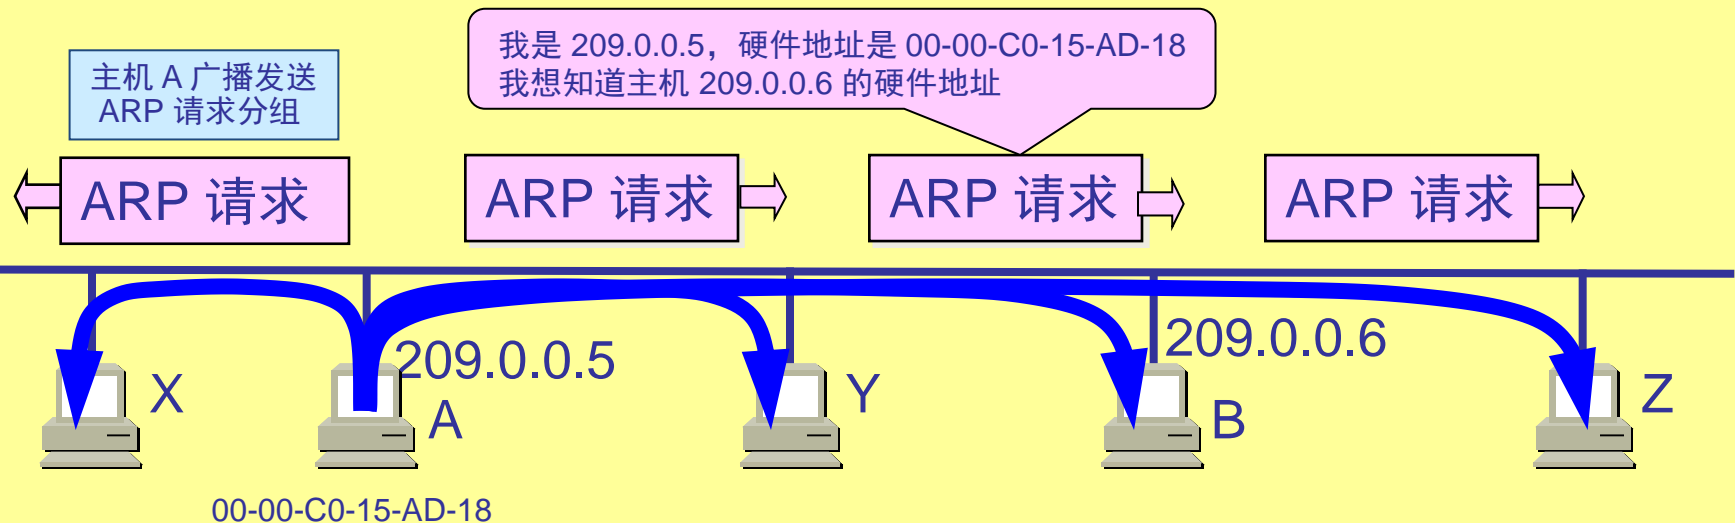 我是 209.0.0.5，硬件地址是 00-00-C0-15-AD-18
我想知道主机 209.0.0.6 的硬件地址
主机 A 广播发送
ARP 请求分组
ARP 请求
ARP 请求
ARP 请求
ARP 请求
209.0.0.5
209.0.0.6
X
A
Y
B
Z
00-00-C0-15-AD-18